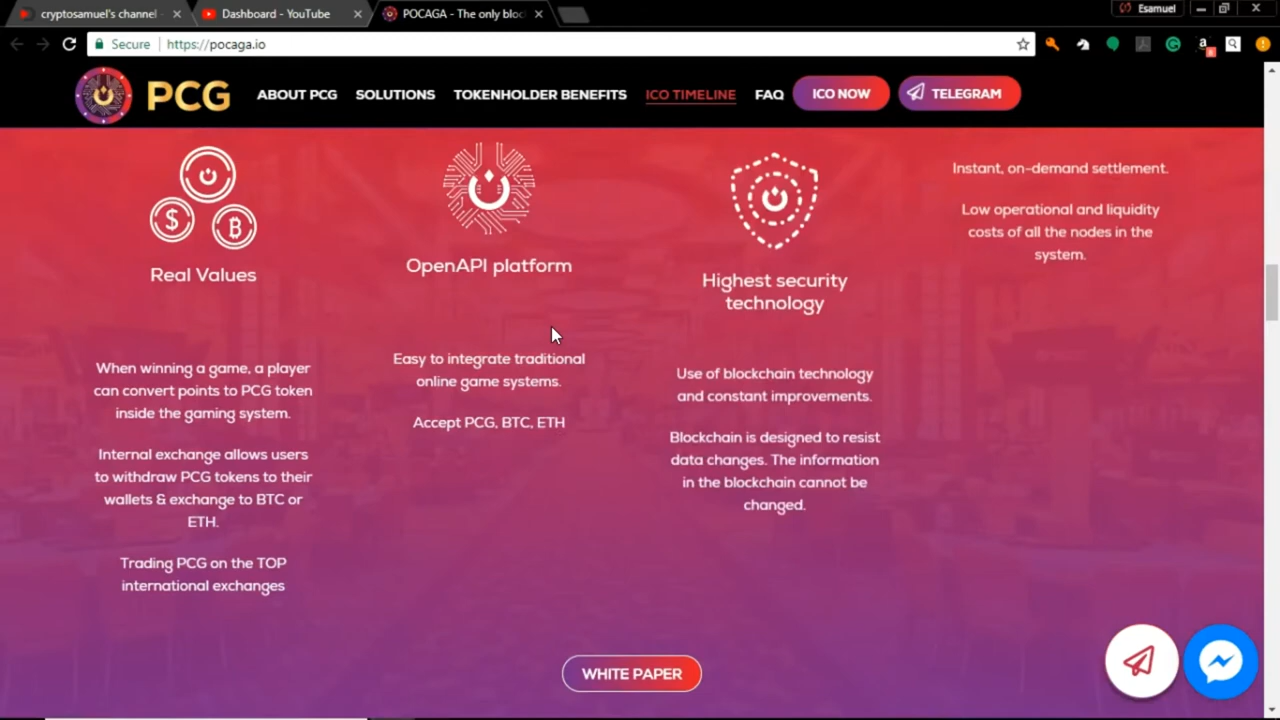 cryptosamuel's channel
Dashboard - YouTube
POCAGA - The only bloc
Esamuel
Secure
https://pocaga.io
PCG
ABOUT PCG
SOLUTIONS
TOKENHOLDER BENEFITS
ICO TIMELINE
FAQ
ICO NOW
TELEGRAM
Real Values
When winning a game, a player
can convert points to PCG token
inside the gaming system.
Internal exchange allows users
to withdraw PCG tokens to their
wallets & exchange to BTC or
ETH.
Trading PCG on the TOP
international exchanges
OpenAPI platform
Easy to integrate traditional
online game systems.
Accept PCG, BTC, ETH
Highest security
technology
Use of blockchain technology
and constant improvements.
Blockchain is designed to resist
data changes. The information
in the blockchain cannot be
changed.
Instant, on-demand settlement.
Low operational and liquidity
costs of all the nodes in the
system.
WHITE PAPER